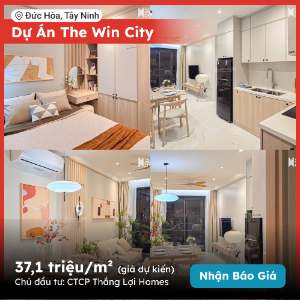 Đức Hòa, Tây Ninh
Dự Án The Win City
37,1 triệu/m² (giá dự kiến)
Chủ đầu tư: CTCP Thắng Lợi Homes
Nhận Báo Giá